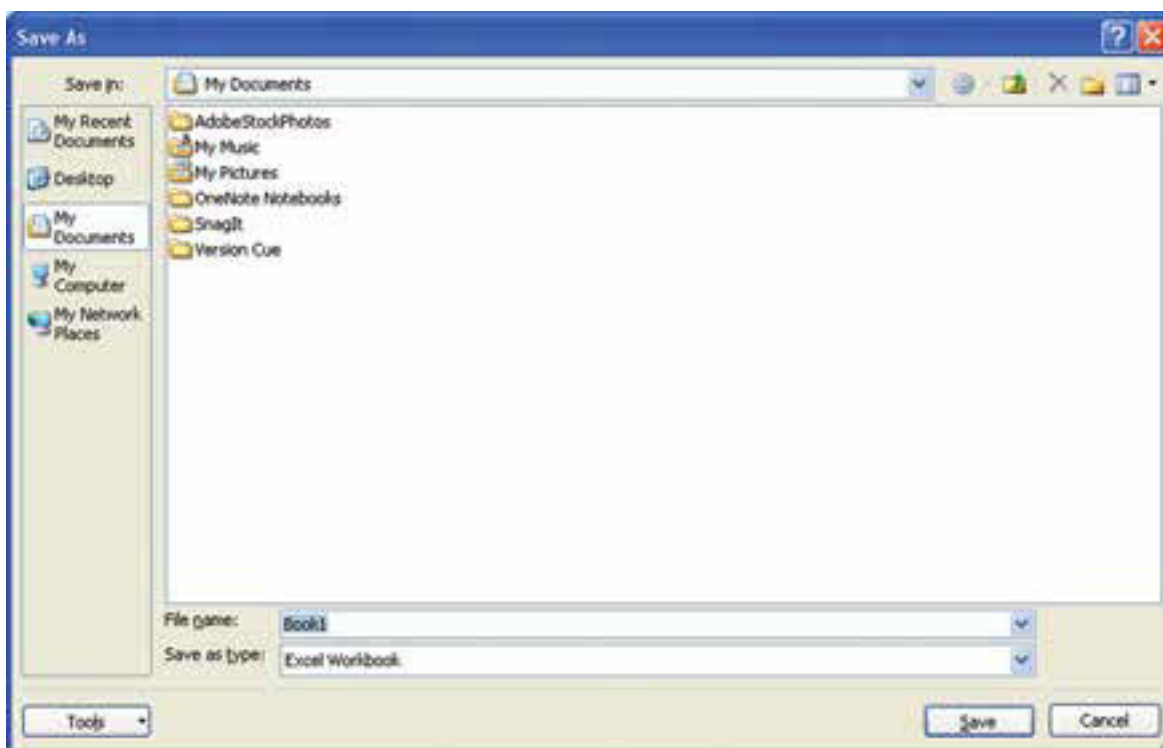 Save As
Save in:
My Documents
My Recent
Documents
Desktop
My
Documents
My
Computer
My Network
Places
AdobeStockPhotos
My Music
My Pictures
OneNote Notebooks
SnagIt
Version Cue
File name:
Book1
Save as type:
Excel Workbook
Tools
Save
Cancel